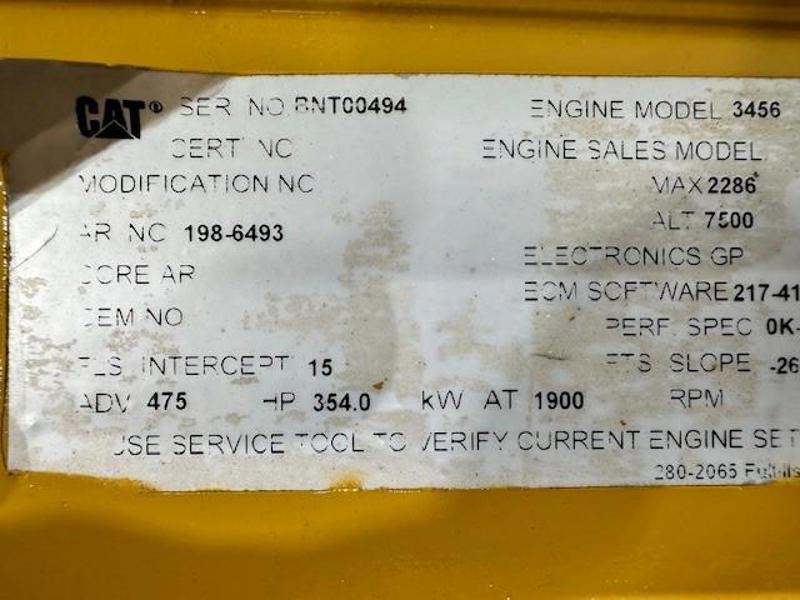 CAT® SER NO. BNT00494 ENGINE MODEL 3456
CERT NO ENGINE SALES MODEL
MODIFICATION NO MAX 2286
AR NO 198-6493 ALT 7500
CORE AR ELECTRONICS GP
OEM NO ECM SOFTWARE 217-41
PERF. SPEC 0K-
FLS INTERCEPT 15 FTS SLOPE -26
ADV 475 HP 354.0 kW AT 1900 RPM
USE SERVICE TOOL TO VERIFY CURRENT ENGINE SET
280-2065